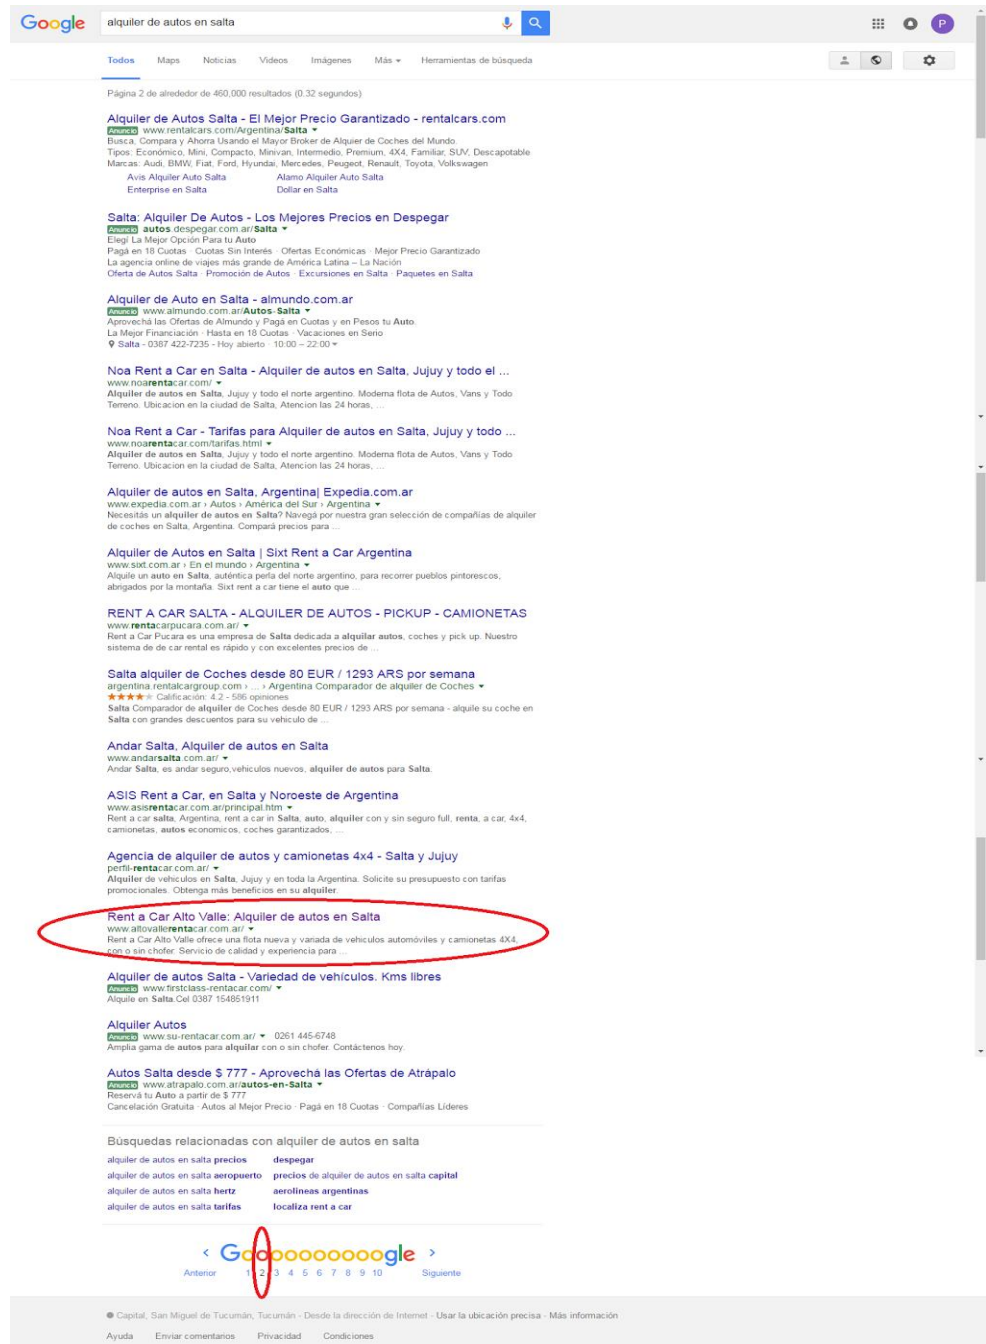 Google alquiler de autos en salta P
Todos Maps Noticias Videos Imágenes Más Herramientas de búsqueda
Página 2 de alrededor de 460,000 resultados (0.32 segundos)
Alquiler de Autos Salta - El Mejor Precio Garantizado - rentalcars.com
Anuncio www.rentalcars.com/Argentina/Salta
Busca, Compara y Ahorra Usando el Mayor Broker de Alquier de Coches del Mundo.
Tipos: Económico, Mini, Compacto, Minivan, Intermedio, Premium, 4X4, Familiar, SUV, Descapotable
Marcas: Audi, BMW, Fiat, Ford, Hyundai, Mercedes, Peugeot, Renault, Toyota, Volkswagen
Avis Alquiler Auto Salta Alamo Alquiler Auto Salta
Enterprise en Salta Dollar en Salta
Salta: Alquiler De Autos - Los Mejores Precios en Despegar
Anuncio autos.despegar.com.ar/Salta
Elegí La Mejor Opción Para tu Auto
Pagá en 18 Cuotas · Cuotas Sin Interés · Ofertas Económicas · Mejor Precio Garantizado
La agencia online de viajes más grande de América Latina – La Nación
Oferta de Autos Salta · Promoción de Autos · Excursiones en Salta · Paquetes en Salta
Alquiler de Auto en Salta - almundo.com.ar
Anuncio www.almundo.com.ar/Autos-Salta
Aprovechá las Ofertas de Almundo y Pagá en Cuotas y en Pesos tu Auto.
La Mejor Financiación · Hasta en 18 Cuotas · Vacaciones en Serio
Salta - 0387 422-7235 - Hoy abierto · 10:00 – 22:00
Noa Rent a Car en Salta - Alquiler de autos en Salta, Jujuy y todo el ...
www.noarentacar.com/
Alquiler de autos en Salta, Jujuy y todo el norte argentino. Moderna flota de Autos, Vans y Todo
Terreno. Ubicacion en la ciudad de Salta, Atencion las 24 horas, ...
Noa Rent a Car - Tarifas para Alquiler de autos en Salta, Jujuy y todo ...
www.noarentacar.com/tarifas.html
Alquiler de autos en Salta, Jujuy y todo el norte argentino. Moderna flota de Autos, Vans y Todo
Terreno. Ubicacion en la ciudad de Salta, Atencion las 24 horas, ...
Alquiler de autos en Salta, Argentina| Expedia.com.ar
www.expedia.com.ar › Autos › América del Sur › Argentina
Necesitás un alquiler de autos en Salta? Navegá por nuestra gran selección de compañías de alquiler
de coches en Salta, Argentina. Compará precios para ...
Alquiler de Autos en Salta | Sixt Rent a Car Argentina
www.sixt.com.ar › En el mundo › Argentina
Alquile un auto en Salta, auténtica perla del norte argentino, para recorrer pueblos pintorescos,
abrigados por la montaña. Sixt rent a car tiene el auto que ...
RENT A CAR SALTA - ALQUILER DE AUTOS - PICKUP - CAMIONETAS
www.rentacarpucara.com.ar/
Rent a Car Pucara es una empresa de Salta dedicada a alquilar autos, coches y pick up. Nuestro
sistema de de car rental es rápido y con excelentes precios de ...
Salta alquiler de Coches desde 80 EUR / 1293 ARS por semana
argentina.rentalcargroup.com › ... › Argentina Comparador de alquiler de Coches
Calificación: 4.2 - 586 opiniones
Salta Comparador de alquiler de Coches desde 80 EUR / 1293 ARS por semana - alquile su coche en
Salta con grandes descuentos para su vehiculo de ...
Andar Salta, Alquiler de autos en Salta
www.andarsalta.com.ar/
Andar Salta, es andar seguro,vehiculos nuevos, alquiler de autos para Salta.
ASIS Rent a Car, en Salta y Noroeste de Argentina
www.asisrentacar.com.ar/principal.htm
Rent a car salta, Argentina, rent a car in Salta, auto, alquiler con y sin seguro full, renta, a car, 4x4,
camionetas, autos economicos, coches garantizados, ...
Agencia de alquiler de autos y camionetas 4x4 - Salta y Jujuy
perfil-rentacar.com.ar/
Alquiler de vehiculos en Salta, Jujuy y en toda la Argentina. Solicite su presupuesto con tarifas
promocionales. Obtenga más beneficios en su alquiler.
Rent a Car Alto Valle: Alquiler de autos en Salta
www.altovallerentacar.com.ar/
Rent a Car Alto Valle ofrece una flota nueva y variada de vehiculos automóviles y camionetas 4X4,
con o sin chofer. Servicio de calidad y experiencia para ...
Alquiler de autos Salta - Variedad de vehículos. Kms libres
Anuncio www.firstclass-rentacar.com/
Alquile en Salta.Cel 0387 154851911
Alquiler Autos
Anuncio www.su-rentacar.com.ar/ 0261 445-6748
Amplia gama de autos para alquilar con o sin chofer. Contáctenos hoy.
Autos Salta desde $ 777 - Aprovechá las Ofertas de Atrápalo
Anuncio www.atrapalo.com.ar/autos-en-Salta
Reservá tu Auto a partir de $ 777
Cancelación Gratuita · Autos al Mejor Precio · Pagá en 18 Cuotas · Compañías Líderes
Búsquedas relacionadas con alquiler de autos en salta
alquiler de autos en salta precios despegar
alquiler de autos en salta aeropuerto precios de alquiler de autos en salta capital
alquiler de autos en salta hertz aerolineas argentinas
alquiler de autos en salta tarifas localiza rent a car
< Goooooooooogle >
Anterior 1 2 3 4 5 6 7 8 9 10 Siguiente
Capital, San Miguel de Tucumán, Tucumán - Desde la dirección de Internet - Usar la ubicación precisa - Más información
Ayuda Enviar comentarios Privacidad Condiciones